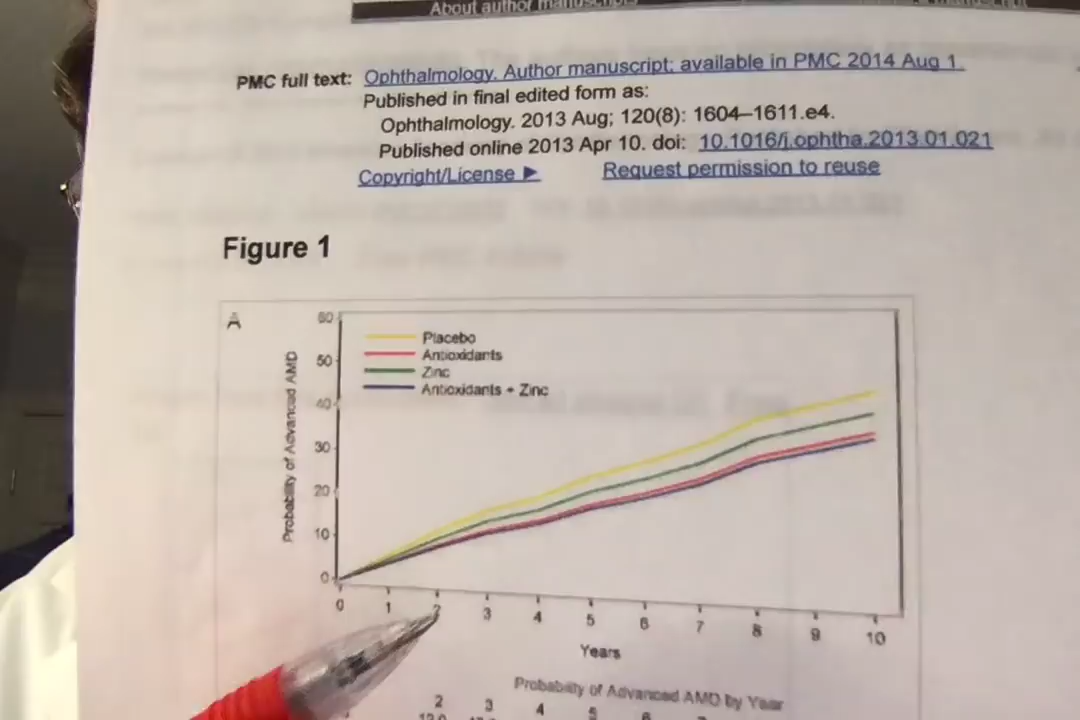 About author manuscripts
PMC full text: Ophthalmology. Author manuscript; available in PMC 2014 Aug 1.
Published in final edited form as:
Ophthalmology. 2013 Aug; 120(8): 1604–1611.e4.
Published online 2013 Apr 10. doi: 10.1016/j.ophtha.2013.01.021
Copyright/License ► Request permission to reuse
Figure 1
A
Probability of Advanced AMD
60
50
40
30
20
10
0
Placebo
Antioxidants
Zinc
Antioxidants + Zinc
0 1 2 3 4 5 6 7 8 9 10
Years
Probability of Advanced AMD by Year
2 3 4 5 6 7